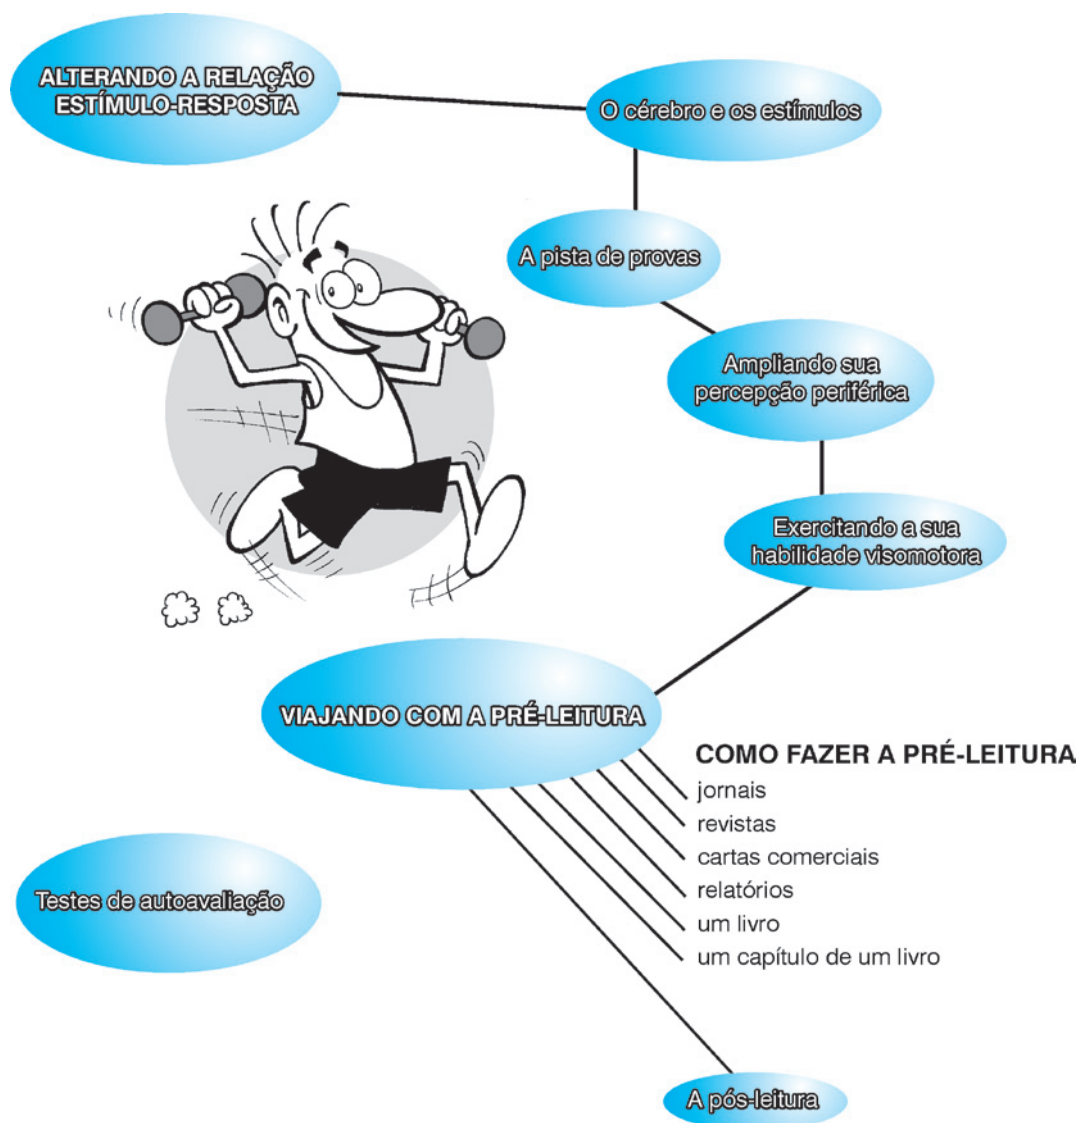 ALTERANDO A RELAÇÃO
ESTÍMULO-RESPOSTA
O cérebro e os estímulos
A pista de provas
Ampliando sua
percepção periférica
Exercitando a sua
habilidade visomotora
VIAJANDO COM A PRÉ-LEITURA
COMO FAZER A PRÉ-LEITURA
jornais
revistas
cartas comerciais
relatórios
um livro
um capítulo de um livro
Testes de autoavaliação
A pós-leitura